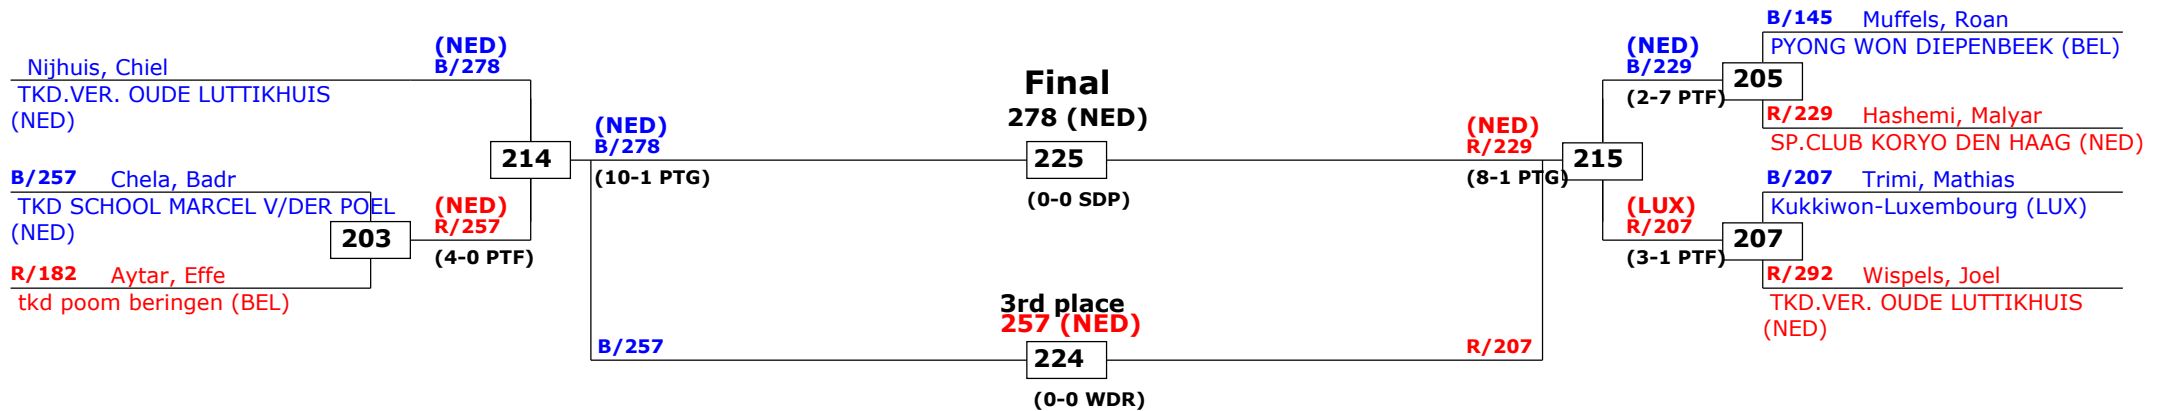 Nijhuis, Chiel
TKD.VER. OUDE LUTTIKHUIS
(NED)
B/257 Chela, Badr
TKD SCHOOL MARCEL V/DER POEL
(NED)
R/182 Aytar, Effe
tkd poom beringen (BEL)
203
(NED)
B/278
(NED)
R/257
(4-0 PTF)
214
(NED)
B/278
(10-1 PTG)
B/257
Final
278 (NED)
225
(0-0 SDP)
3rd place
257 (NED)
224
(0-0 WDR)
(NED)
R/229
(8-1 PTG)
R/207
215
(NED)
B/229
(2-7 PTF)
(LUX)
R/207
(3-1 PTF)
205
207
B/145 Muffels, Roan
PYONG WON DIEPENBEEK (BEL)
R/229 Hashemi, Malyar
SP.CLUB KORYO DEN HAAG (NED)
B/207 Trimi, Mathias
Kukkiwon-Luxembourg (LUX)
R/292 Wispels, Joel
TKD.VER. OUDE LUTTIKHUIS
(NED)